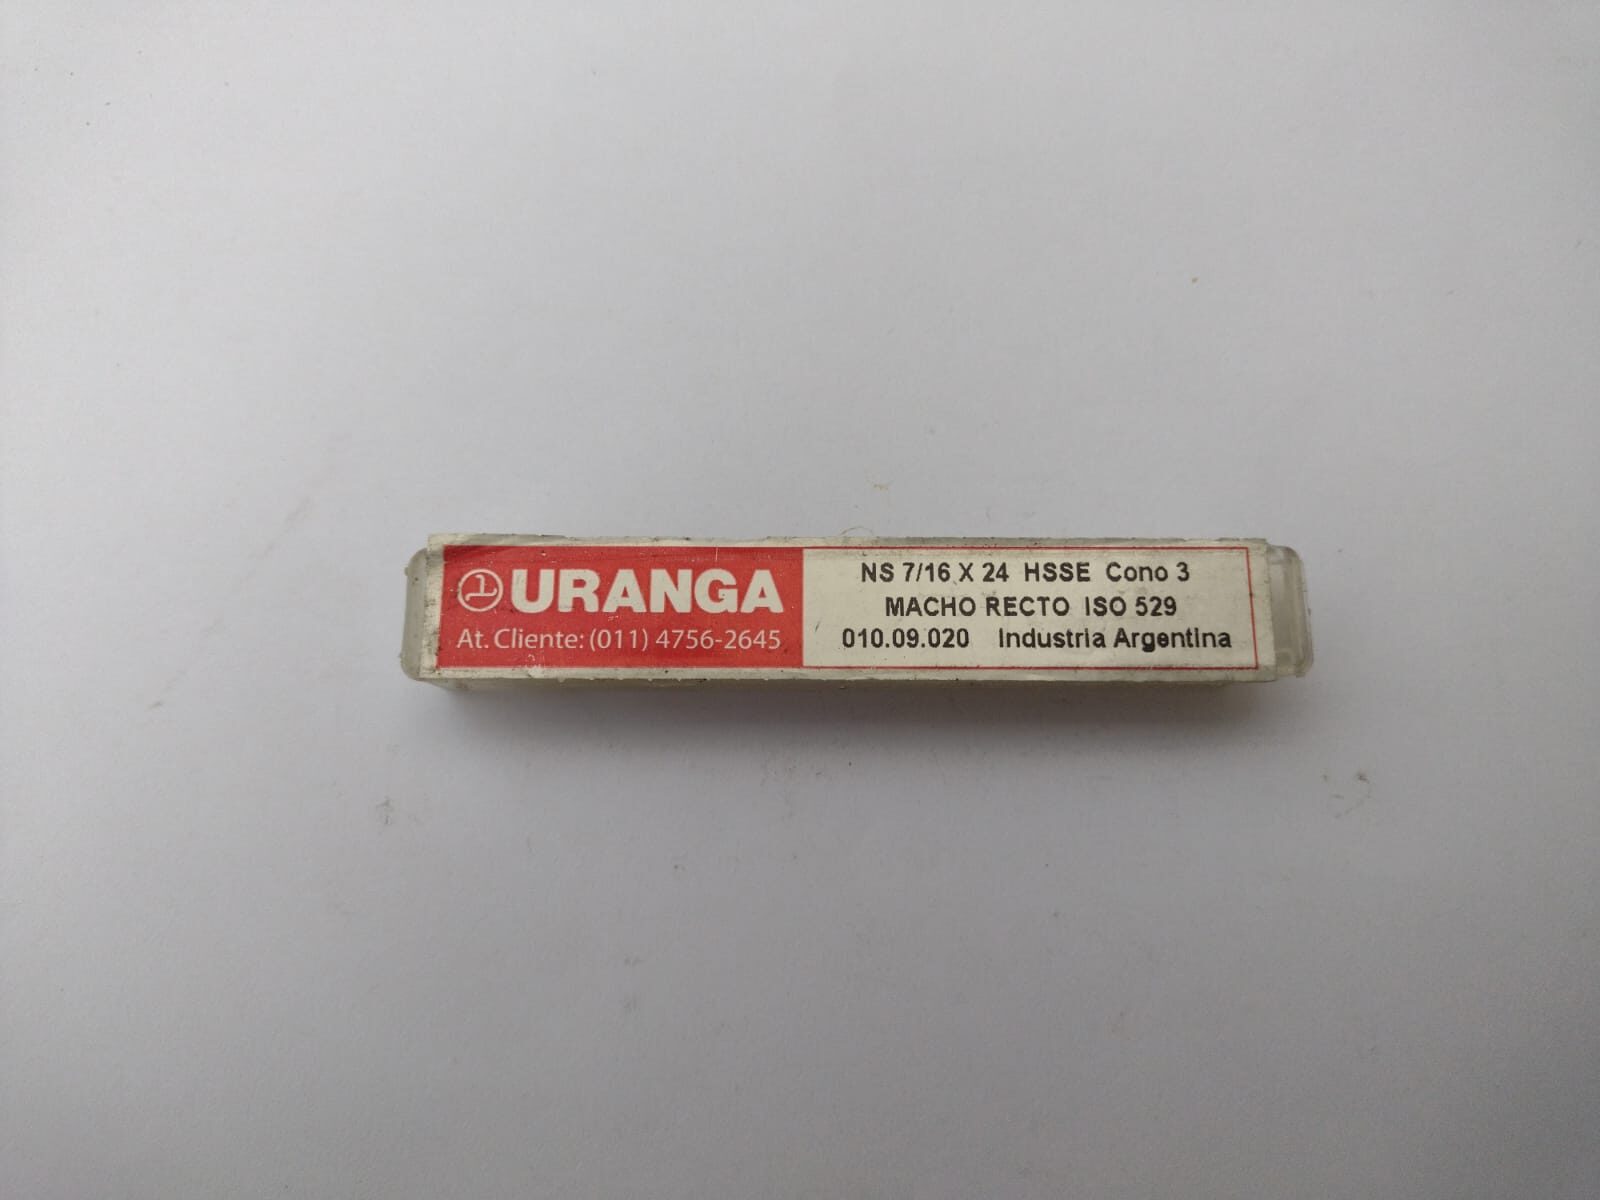 URANGA
At. Cliente: (011) 4756-2645
NS 7/16 X 24 HSSE Cono 3
MACHO RECTO ISO 529
010.09.020 Industria Argentina